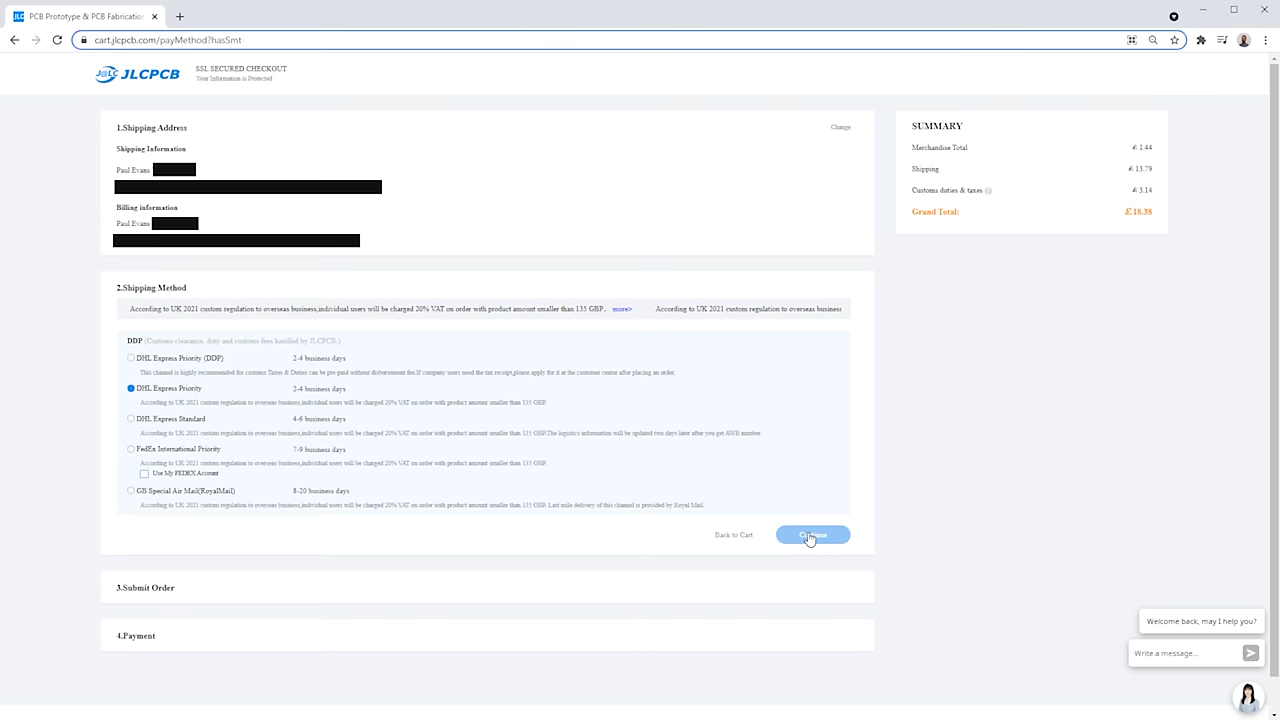 PCB Prototype & PCB Fabrication
cart.jlcpcb.com/payMethod?hasSmt
J@LC JLCPCB
SSL SECURED CHECKOUT
Your Information is Protected
1.Shipping Address
Change
Shipping Information
Paul Evans
Billing information
Paul Evans
SUMMARY
Merchandise Total £ 1.44
Shipping £ 13.79
Customs duties & taxes ? £ 3.14
Grand Total: £18.38
2.Shipping Method
According to UK 2021 custom regulation to overseas business,individual users will be charged 20% VAT on order with product amount smaller than 135 GBP, more> According to UK 2021 custom regulation to overseas business
DDP (Customs clearance, duty and customs fees handled by JLCPCB.)
DHL Express Priority (DDP) 2-4 business days
This channel is highly recommended for customs Taxes & Duties can be pre-paid without disbursement fee.If company users need the tax receipt,please apply for it at the customer center after placing an order.
DHL Express Priority 2-4 business days
According to UK 2021 custom regulation to overseas business,individual users will be charged 20% VAT on order with product amount smaller than 135 GBP.
DHL Express Standard 4-6 business days
According to UK 2021 custom regulation to overseas business,individual users will be charged 20% VAT on order with product amount smaller than 135 GBP.The logistics information will be updated two days later after you get AWB number.
FedEx International Priority 7-9 business days
According to UK 2021 custom regulation to overseas business,individual users will be charged 20% VAT on order with product amount smaller than 135 GBP.
Use My FEDEX Account
GB Special Air Mail(RoyalMail) 8-20 business days
According to UK 2021 custom regulation to overseas business,individual users will be charged 20% VAT on order with product amount smaller than 135 GBP. Last mile delivery of this channel is provided by Royal Mail.
Back to Cart
3.Submit Order
4.Payment
Welcome back, may I help you?
Write a message...